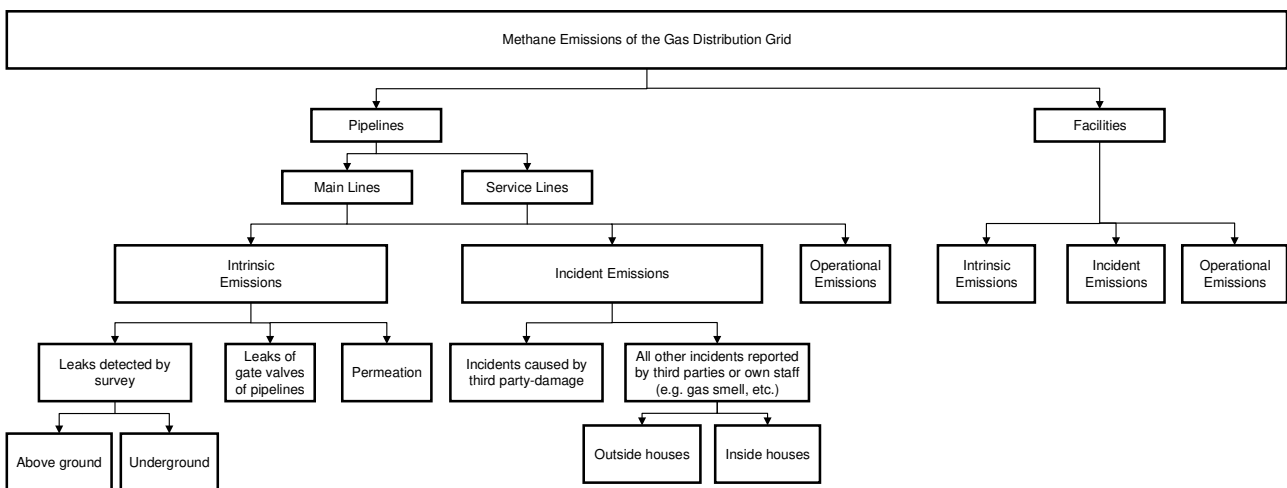 Methane Emissions of the Gas Distribution Grid
Pipelines
Facilities
Main Lines
Service Lines
Intrinsic
Emissions
Incident Emissions
Operational
Emissions
Intrinsic
Emissions
Incident
Emissions
Operational
Emissions
Leaks detected by
survey
Leaks of
gate valves
of pipelines
Permeation
Incidents caused by
third party-damage
All other incidents reported
by third parties or own staff
(e.g. gas smell, etc.)
Above ground
Underground
Outside houses
Inside houses